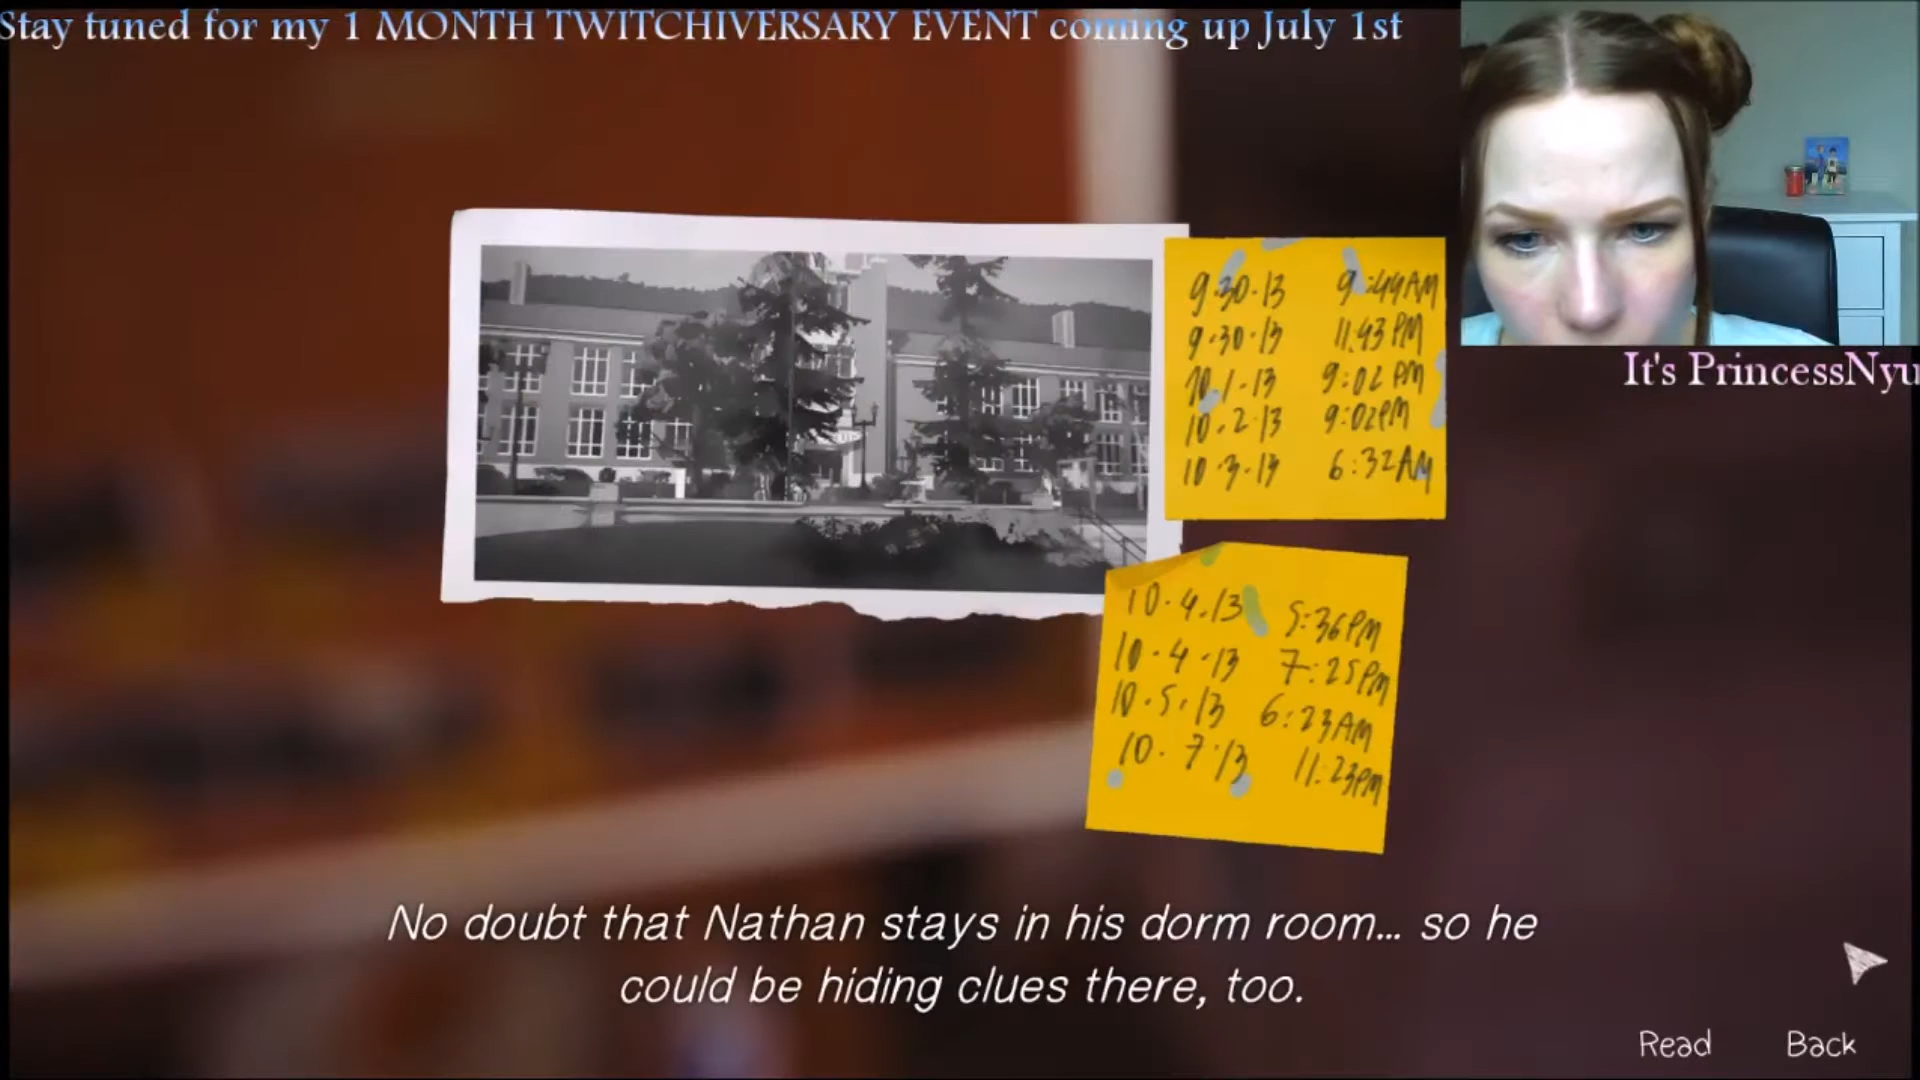 Stay tuned for my 1 MONTH TWITCHIVERSARY EVENT coming up July 1st
9.30.13 9:44AM
9.30.13 11:43 PM
10.1.13 9:02 PM
10.2.13 9:02PM
10.3.13 6:32AM
It's PrincessNyu
10.4.13 5:36PM
10.4.13 7:25PM
10.5.13 6:23AM
10.7.13 11:23PM
No doubt that Nathan stays in his dorm room... so he
could be hiding clues there, too.
Read Back